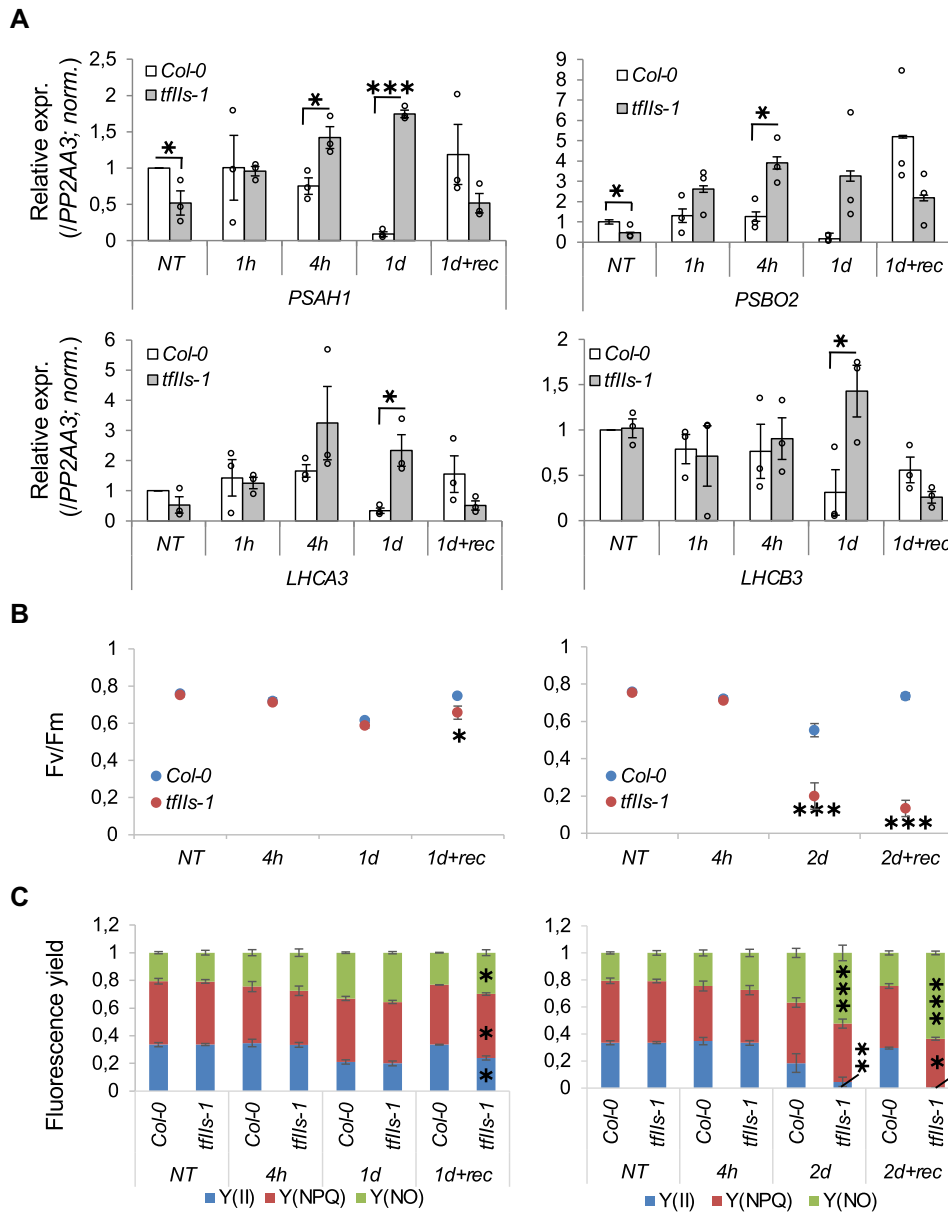 A
Relative expr.
(/PP2AA3; norm.)
2,5
2
1,5
1
0,5
0
Col-0
tfIIs-1
*
*
***
NT 1h 4h 1d 1d+rec
PSAH1
9
8
7
6
5
4
3
2
1
0
Col-0
tfIIs-1
*
*
NT 1h 4h 1d 1d+rec
PSBO2
Relative expr.
(/PP2AA3; norm.)
6
5
4
3
2
1
0
Col-0
tfIIs-1
*
NT 1h 4h 1d 1d+rec
LHCA3
2
1,5
1
0,5
0
Col-0
tfIIs-1
*
NT 1h 4h 1d 1d+rec
LHCB3
B
Fv/Fm
1
0,8
0,6
0,4
0,2
0
Col-0
tfIIs-1
*
NT 4h 1d 1d+rec
1
0,8
0,6
0,4
0,2
0
Col-0
tfIIs-1
***
***
NT 4h 2d 2d+rec
C
Fluorescence yield
1,2
1
0,8
0,6
0,4
0,2
0
*
*
*
Col-0 tfIIs-1 Col-0 tfIIs-1 Col-0 tfIIs-1 Col-0 tfIIs-1
NT 4h 1d 1d+rec
Y(II) Y(NPQ) Y(NO)
1,2
1
0,8
0,6
0,4
0,2
0
***
**
***
*
Col-0 tfIIs-1 Col-0 tfIIs-1 Col-0 tfIIs-1 Col-0 tfIIs-1
NT 4h 2d 2d+rec
Y(II) Y(NPQ) Y(NO)